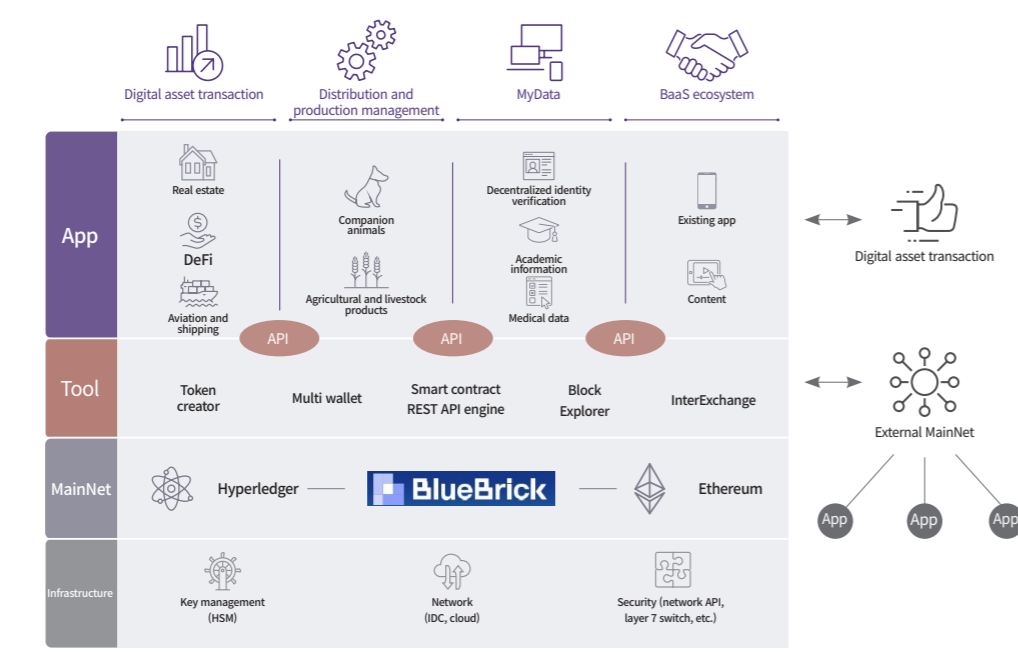 Digital asset transaction
Distribution and
production management
MyData
BaaS ecosystem
App
Real estate
DeFi
Aviation and
shipping
Companion
animals
Agricultural and livestock
products
Decentralized identity
verification
Academic
information
Medical data
Existing app
Content
Digital asset transaction
API
API
API
Tool
Token
creator
Multi wallet
Smart contract
REST API engine
Block
Explorer
InterExchange
External MainNet
App
App
App
MainNet
Hyperledger
BlueBrick
Ethereum
Infrastructure
Key management
(HSM)
Network
(IDC, cloud)
Security (network API,
layer 7 switch, etc.)